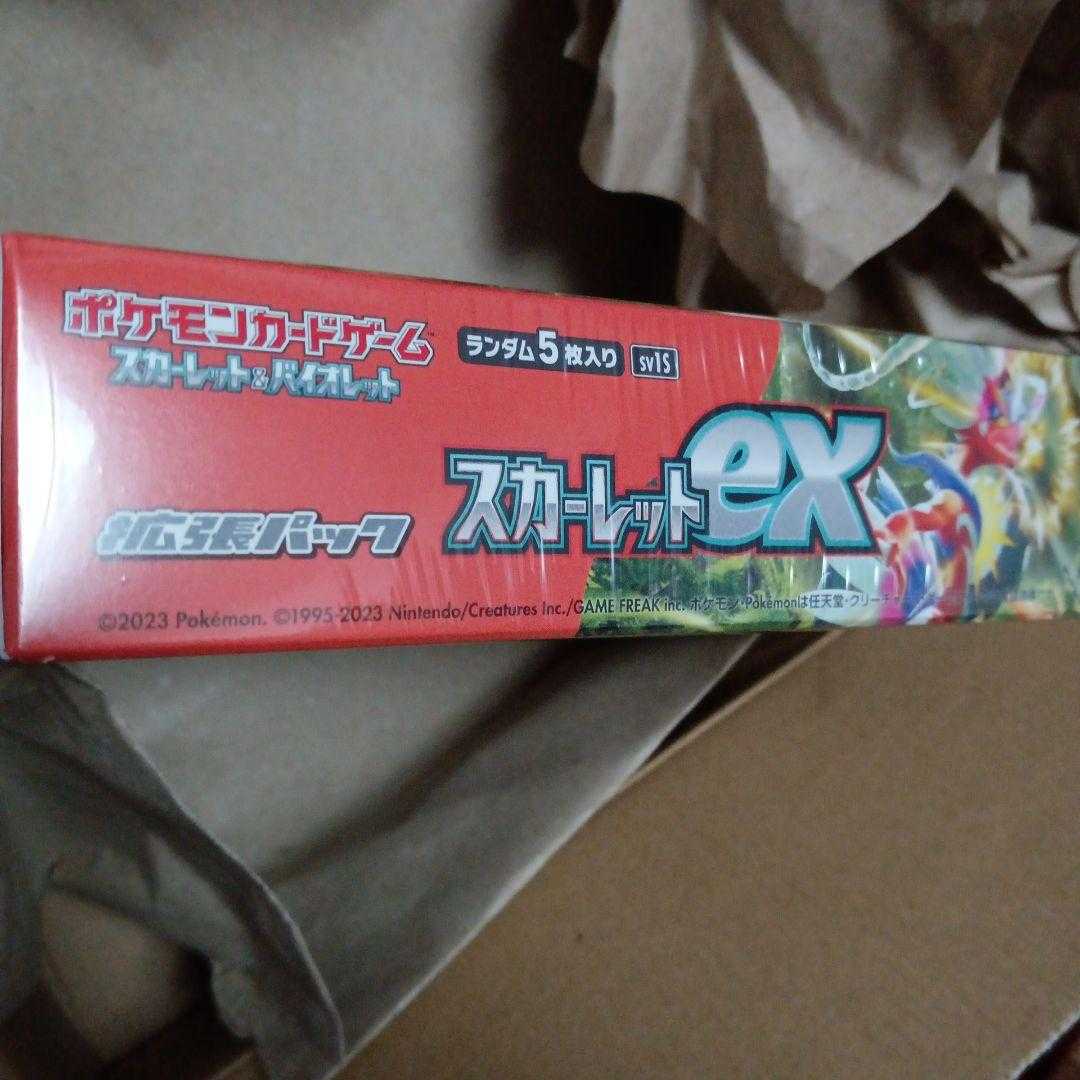 ポケモンカードゲーム
スカーレット&バイオレット
ランダム5枚入り
sv1S
拡張パック
スカーレットex
©2023 Pokémon. ©1995-2023 Nintendo/Creatures Inc./GAME FREAK inc. ポケモン・Pokémonは任天堂・クリーチャ